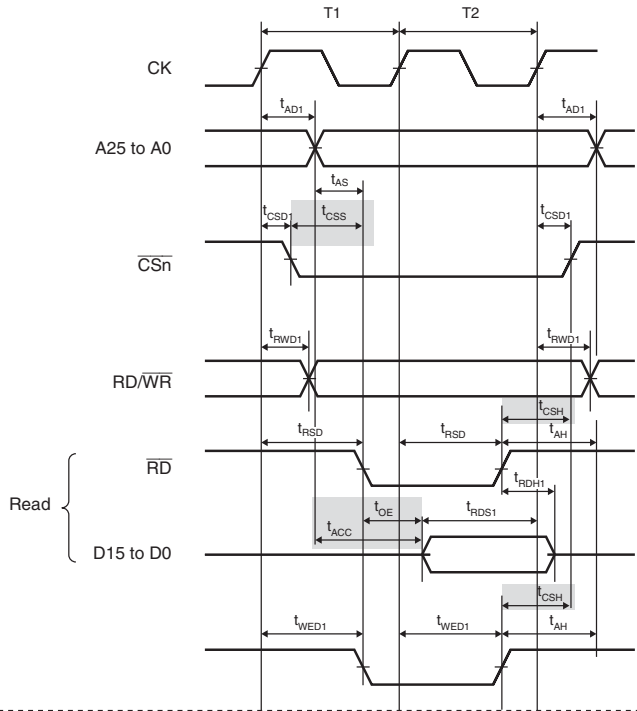 T1 T2
CK
tAD1 tAD1
A25 to A0
tAS
tCSD1 tCSS tCSD1
CSn
tRWD1 tRWD1
RD/WR
tCSH
tRSD tRSD tAH
RD
tRDH1
Read
tOE tRDS1
tACC
D15 to D0
tCSH
tWED1 tWED1 tAH